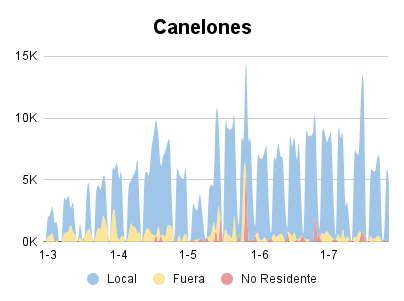 Canelones
15K
10K
5K
0K
1-3 1-4 1-5 1-6 1-7
Local Fuera No Residente